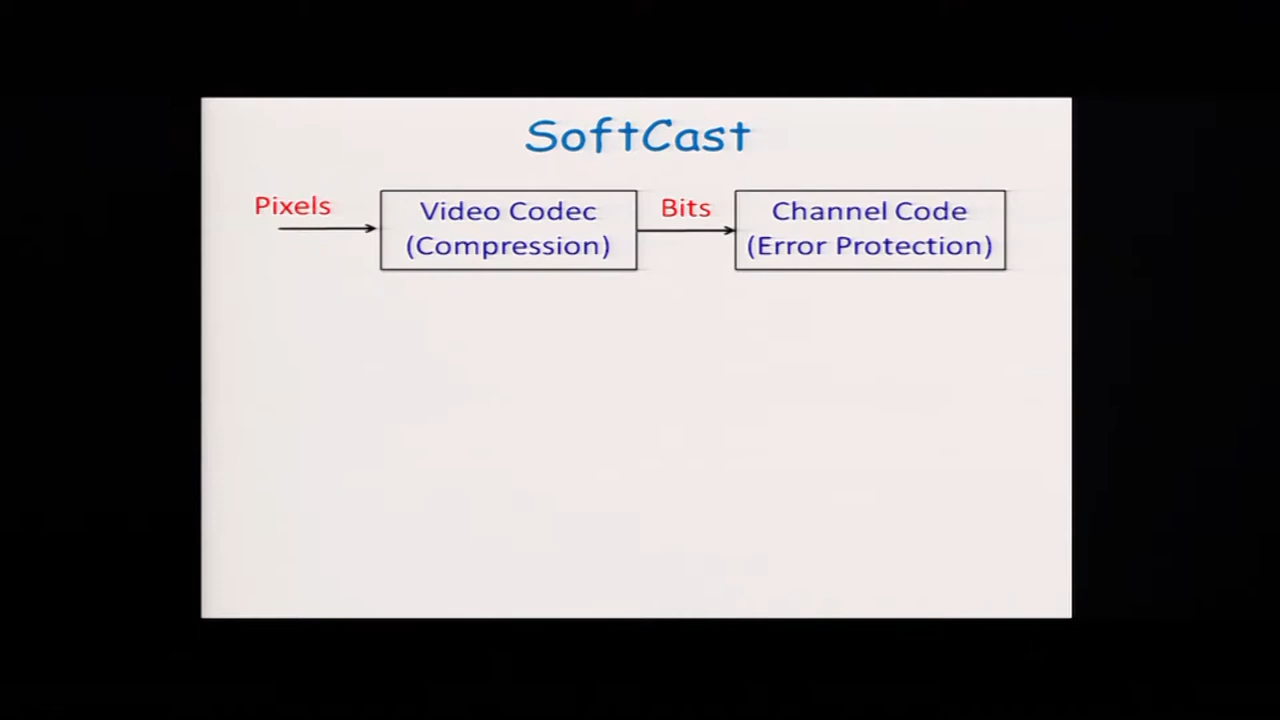 SoftCast
Pixels
Video Codec
(Compression)
Bits
Channel Code
(Error Protection)